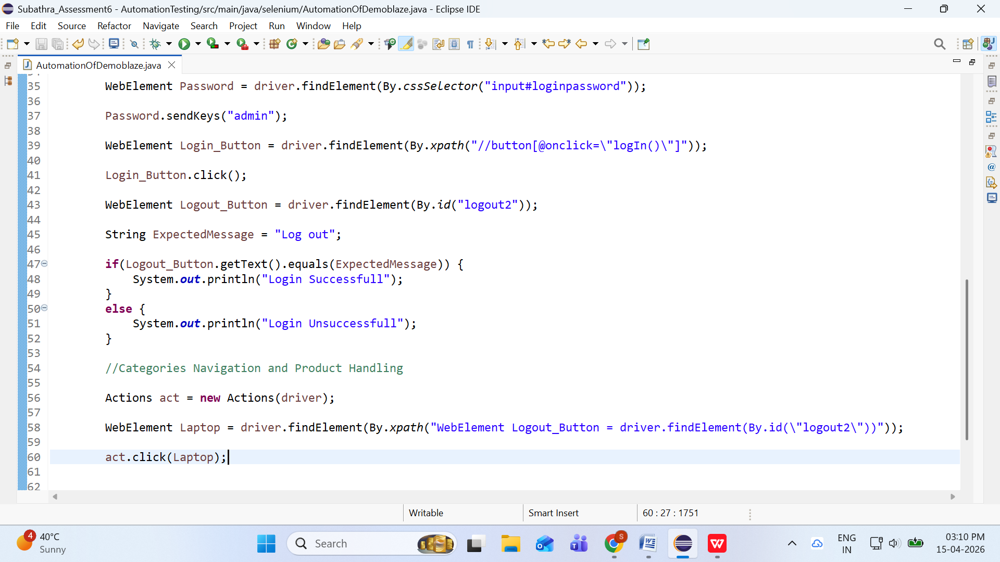 Subathra_Assessment6 - AutomationTesting/src/main/java/selenium/AutomationOfDemoblaze.java - Eclipse IDE
File Edit Source Refactor Navigate Search Project Run Window Help
AutomationOfDemoblaze.java
35 WebElement Password = driver.findElement(By.cssSelector("input#loginpassword"));
36
37 Password.sendKeys("admin");
38
39 WebElement Login_Button = driver.findElement(By.xpath("//button[@onclick=\"logIn()\"]"));
40
41 Login_Button.click();
42
43 WebElement Logout_Button = driver.findElement(By.id("logout2"));
44
45 String ExpectedMessage = "Log out";
46
47 if(Logout_Button.getText().equals(ExpectedMessage)) {
48 System.out.println("Login Successfull");
49 }
50 else {
51 System.out.println("Login Unsuccessfull");
52 }
53
54 //Categories Navigation and Product Handling
55
56 Actions act = new Actions(driver);
57
58 WebElement Laptop = driver.findElement(By.xpath("WebElement Logout_Button = driver.findElement(By.id(\"logout2\"))"));
59
60 act.click(Laptop);
61
62
Writable Smart Insert 60 : 27 : 1751
4 40°C
Sunny
Search
S
ENG
IN
03:10 PM
15-04-2026